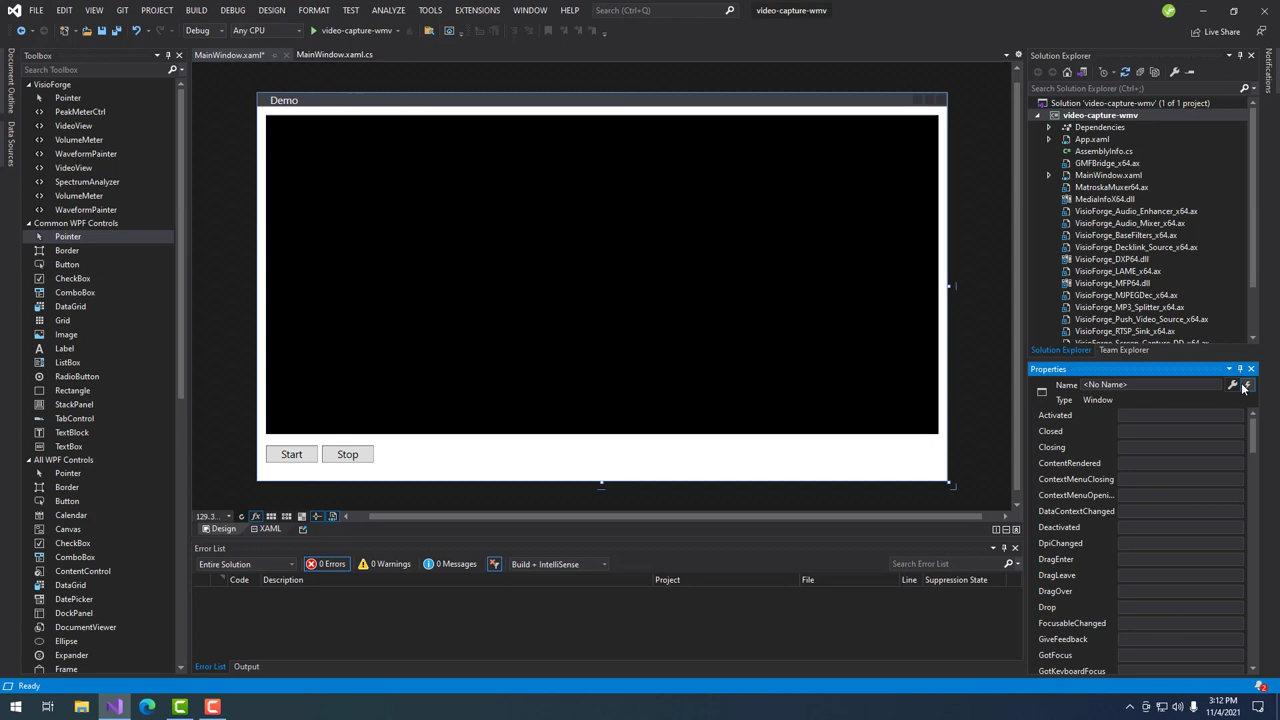 FILE EDIT VIEW GIT PROJECT BUILD DEBUG DESIGN FORMAT TEST ANALYZE TOOLS EXTENSIONS WINDOW HELP Search (Ctrl+Q) video-capture-wmv
Debug Any CPU video-capture-wmv Live Share
Document Outline
Data Sources
Toolbox
Search Toolbox
VisioForge
Pointer
PeakMeterCtrl
VideoView
VolumeMeter
WaveformPainter
VideoView
SpectrumAnalyzer
VolumeMeter
WaveformPainter
Common WPF Controls
Pointer
Border
Button
CheckBox
ComboBox
DataGrid
Grid
Image
Label
ListBox
RadioButton
Rectangle
StackPanel
TabControl
TextBlock
TextBox
All WPF Controls
Pointer
Border
Button
Calendar
Canvas
CheckBox
ComboBox
ContentControl
DataGrid
DatePicker
DockPanel
DocumentViewer
Ellipse
Expander
Frame
MainWindow.xaml* MainWindow.xaml.cs
Demo
Start Stop
129.3...
Design XAML
Error List
Entire Solution 0 Errors 0 Warnings 0 Messages Build + IntelliSense Search Error List
Code Description Project File Line Suppression State
Error List Output
Solution Explorer
Search Solution Explorer (Ctrl+;)
Solution 'video-capture-wmv' (1 of 1 project)
video-capture-wmv
Dependencies
App.xaml
AssemblyInfo.cs
GMFBridge_x64.ax
MainWindow.xaml
MatroskaMuxer64.ax
MediaInfoX64.dll
VisioForge_Audio_Enhancer_x64.ax
VisioForge_Audio_Mixer_x64.ax
VisioForge_BaseFilters_x64.ax
VisioForge_Decklink_Source_x64.ax
VisioForge_DXP64.dll
VisioForge_LAME_x64.ax
VisioForge_MFP64.dll
VisioForge_MJPEGDec_x64.ax
VisioForge_MP3_Splitter_x64.ax
VisioForge_Push_Video_Source_x64.ax
VisioForge_RTSP_Sink_x64.ax
Solution Explorer Team Explorer
Properties
Name <No Name>
Type Window
Activated
Closed
Closing
ContentRendered
ContextMenuClosing
ContextMenuOpeni...
DataContextChanged
Deactivated
DpiChanged
DragEnter
DragLeave
DragOver
Drop
FocusableChanged
GiveFeedback
GotFocus
GotKeyboardFocus
Notifications
Ready 2
3:12 PM
11/4/2021